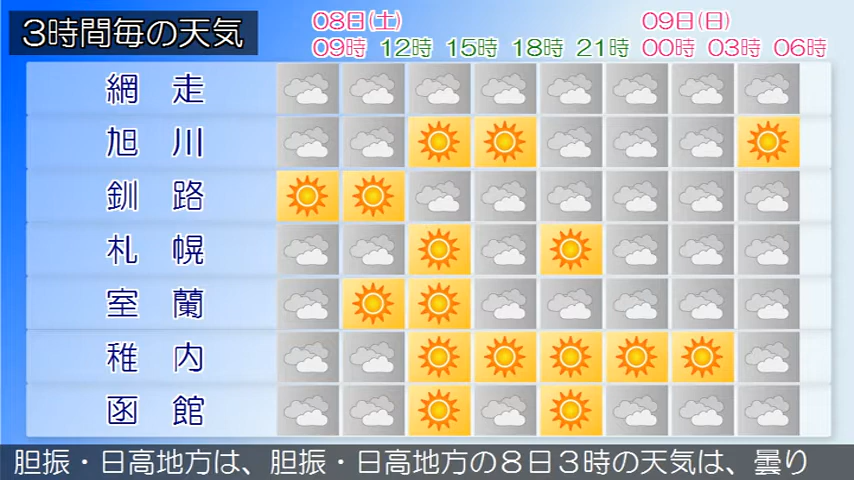 3時間毎の天気
08日(土) 09日(日)
09時 12時 15時 18時 21時 00時 03時 06時
網走
旭川
釧路
札幌
室蘭
稚内
函館
胆振・日高地方は、胆振・日高地方の8日3時の天気は、曇り